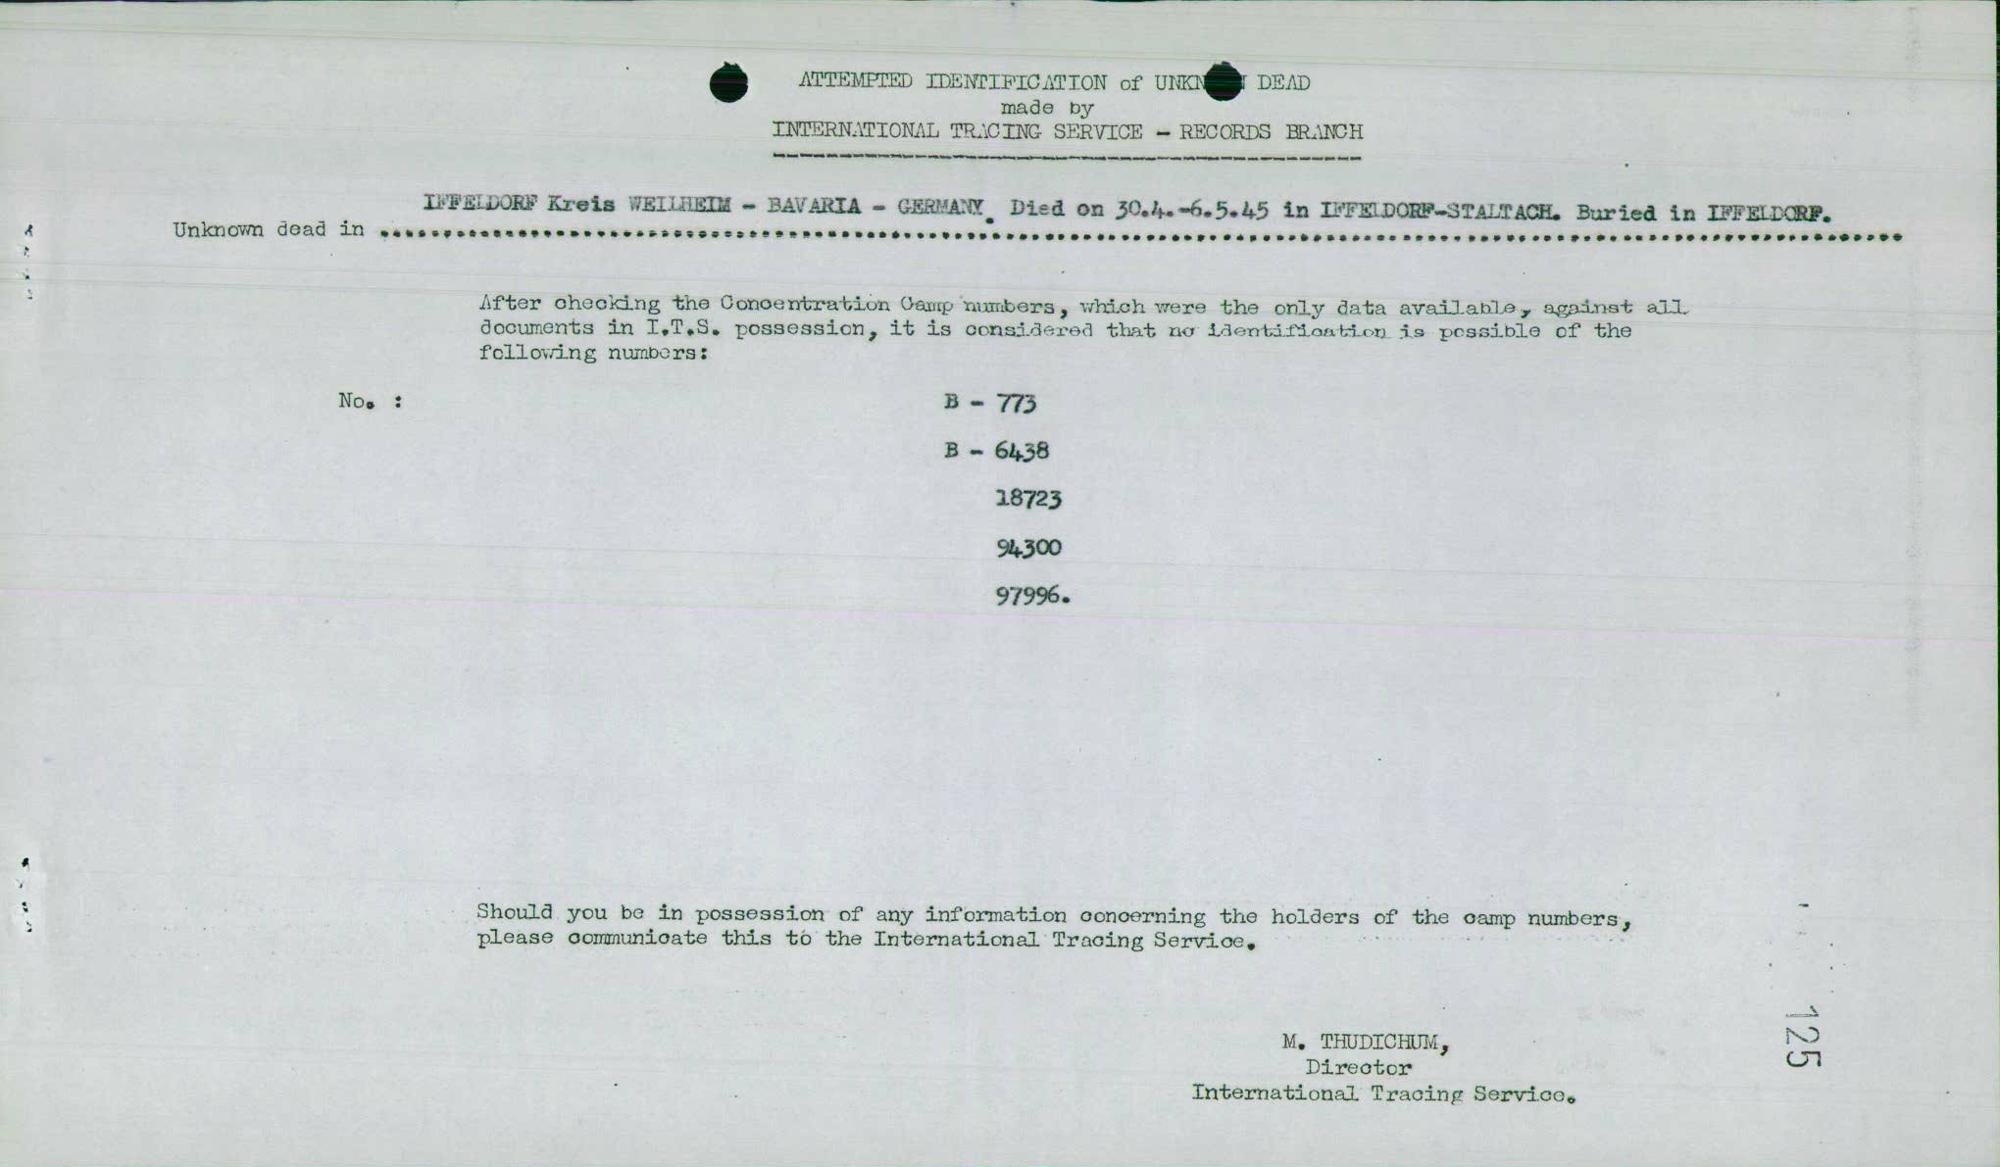 ATTEMPTED IDENTIFICATION of UNKN DEAD
made by
INTERNATIONAL TRACING SERVICE - RECORDS BRANCH
IFFELDORF Kreis WEILHEIM - BAVARIA - GERMANY. Died on 30.4.-6.5.45 in IFFELDORF-STALTACH. Buried in IFFELDORF.
Unknown dead in ........................................................................
After checking the Concentration Camp numbers, which were the only data available, against all
documents in I.T.S. possession, it is considered that no identification is possible of the
following numbers:
No. :
B - 773
B - 6438
18723
94300
97996.
Should you be in possession of any information concerning the holders of the camp numbers,
please communicate this to the International Tracing Service.
M. THUDICHUM,
Director
International Tracing Service.
125